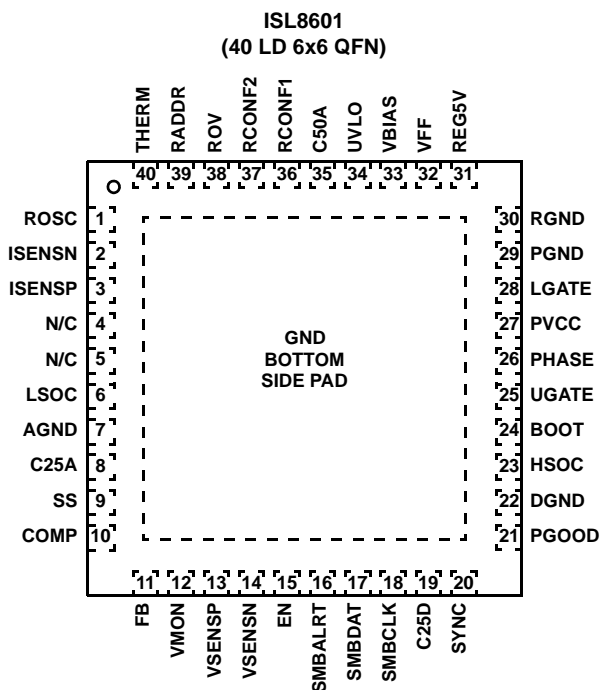 ISL8601
(40 LD 6x6 QFN)
THERM
RADDR
ROV
RCONF2
RCONF1
C50A
UVLO
VBIAS
VFF
REG5V
40 39 38 37 36 35 34 33 32 31
ROSC 1
ISENSN 2
ISENSP 3
N/C 4
N/C 5
LSOC 6
AGND 7
C25A 8
SS 9
COMP 10
GND
BOTTOM
SIDE PAD
30 RGND
29 PGND
28 LGATE
27 PVCC
26 PHASE
25 UGATE
24 BOOT
23 HSOC
22 DGND
21 PGOOD
11 12 13 14 15 16 17 18 19 20
FB
VMON
VSENSP
VSENSN
EN
SMBALRT
SMBDAT
SMBCLK
C25D
SYNC